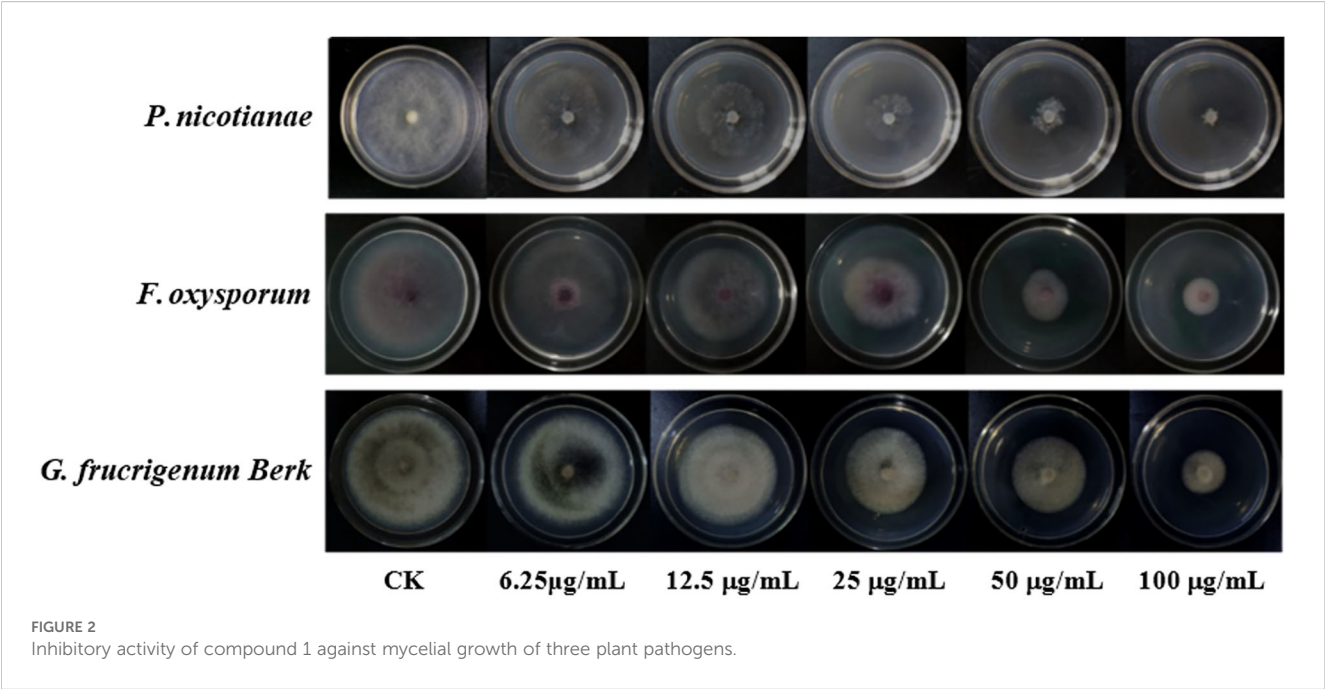 P. nicotianae
F. oxysporum
G. frucrigenum Berk
CK 6.25µg/mL 12.5 µg/mL 25 µg/mL 50 µg/mL 100 µg/mL
FIGURE 2
Inhibitory activity of compound 1 against mycelial growth of three plant pathogens.